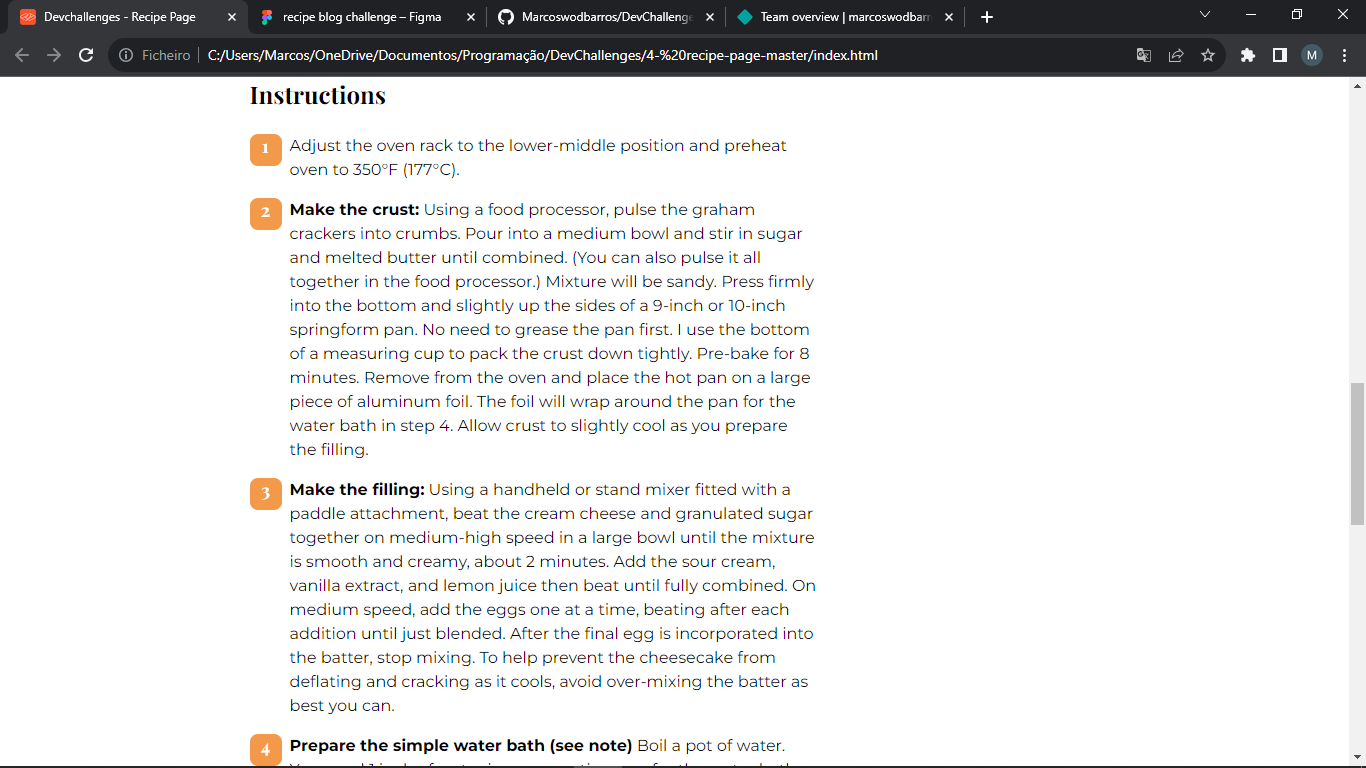 Devchallenges - Recipe Page
recipe blog challenge – Figma
Marcoswodbarros/DevChallenge
Team overview | marcoswodbarr
Ficheiro
C:/Users/Marcos/OneDrive/Documentos/Programação/DevChallenges/4-%20recipe-page-master/index.html
M
Instructions
1 Adjust the oven rack to the lower-middle position and preheat
oven to 350°F (177°C).
2 Make the crust: Using a food processor, pulse the graham
crackers into crumbs. Pour into a medium bowl and stir in sugar
and melted butter until combined. (You can also pulse it all
together in the food processor.) Mixture will be sandy. Press firmly
into the bottom and slightly up the sides of a 9-inch or 10-inch
springform pan. No need to grease the pan first. I use the bottom
of a measuring cup to pack the crust down tightly. Pre-bake for 8
minutes. Remove from the oven and place the hot pan on a large
piece of aluminum foil. The foil will wrap around the pan for the
water bath in step 4. Allow crust to slightly cool as you prepare
the filling.
3 Make the filling: Using a handheld or stand mixer fitted with a
paddle attachment, beat the cream cheese and granulated sugar
together on medium-high speed in a large bowl until the mixture
is smooth and creamy, about 2 minutes. Add the sour cream,
vanilla extract, and lemon juice then beat until fully combined. On
medium speed, add the eggs one at a time, beating after each
addition until just blended. After the final egg is incorporated into
the batter, stop mixing. To help prevent the cheesecake from
deflating and cracking as it cools, avoid over-mixing the batter as
best you can.
4 Prepare the simple water bath (see note) Boil a pot of water.